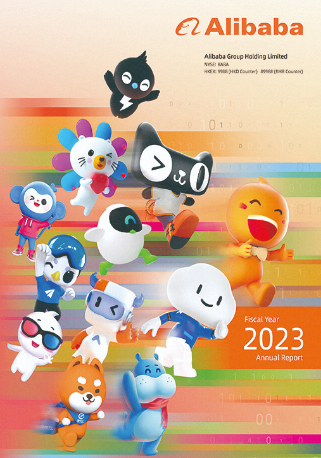 Alibaba
Alibaba Group Holding Limited
NYSE: BABA
HKEX: 9988 (HKD Counter) 89988 (RMB Counter)
Fiscal Year
2023
Annual Report